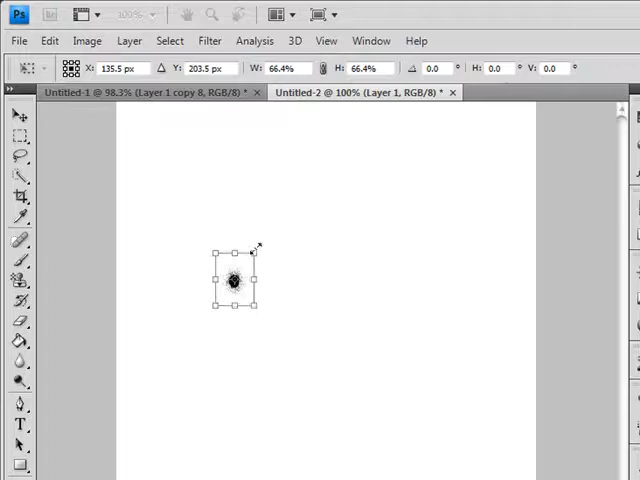 Ps Br 100%
File Edit Image Layer Select Filter Analysis 3D View Window Help
X: 135.5 px Y: 203.5 px W: 66.4% H: 66.4% 0.0 ° H: 0.0 ° V: 0.0 °
Untitled-1 @ 98.3% (Layer 1 copy 8, RGB/8) * × Untitled-2 @ 100% (Layer 1, RGB/8) * ×
T